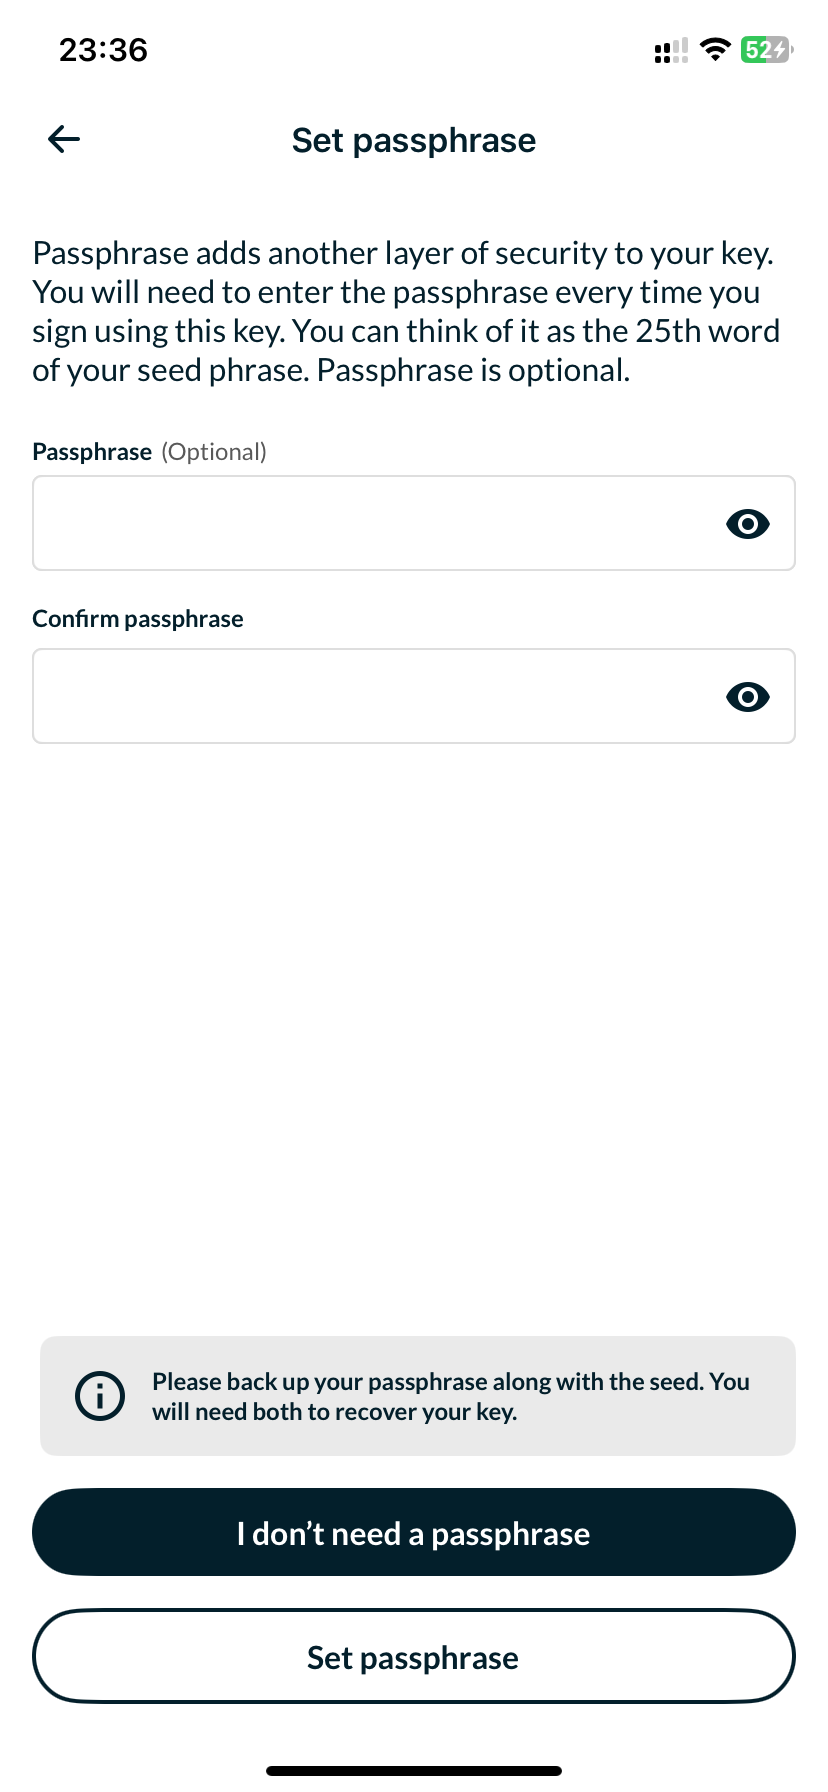 23:36
52
Set passphrase
Passphrase adds another layer of security to your key.
You will need to enter the passphrase every time you
sign using this key. You can think of it as the 25th word
of your seed phrase. Passphrase is optional.
Passphrase (Optional)
Confirm passphrase
Please back up your passphrase along with the seed. You
will need both to recover your key.
I don’t need a passphrase
Set passphrase